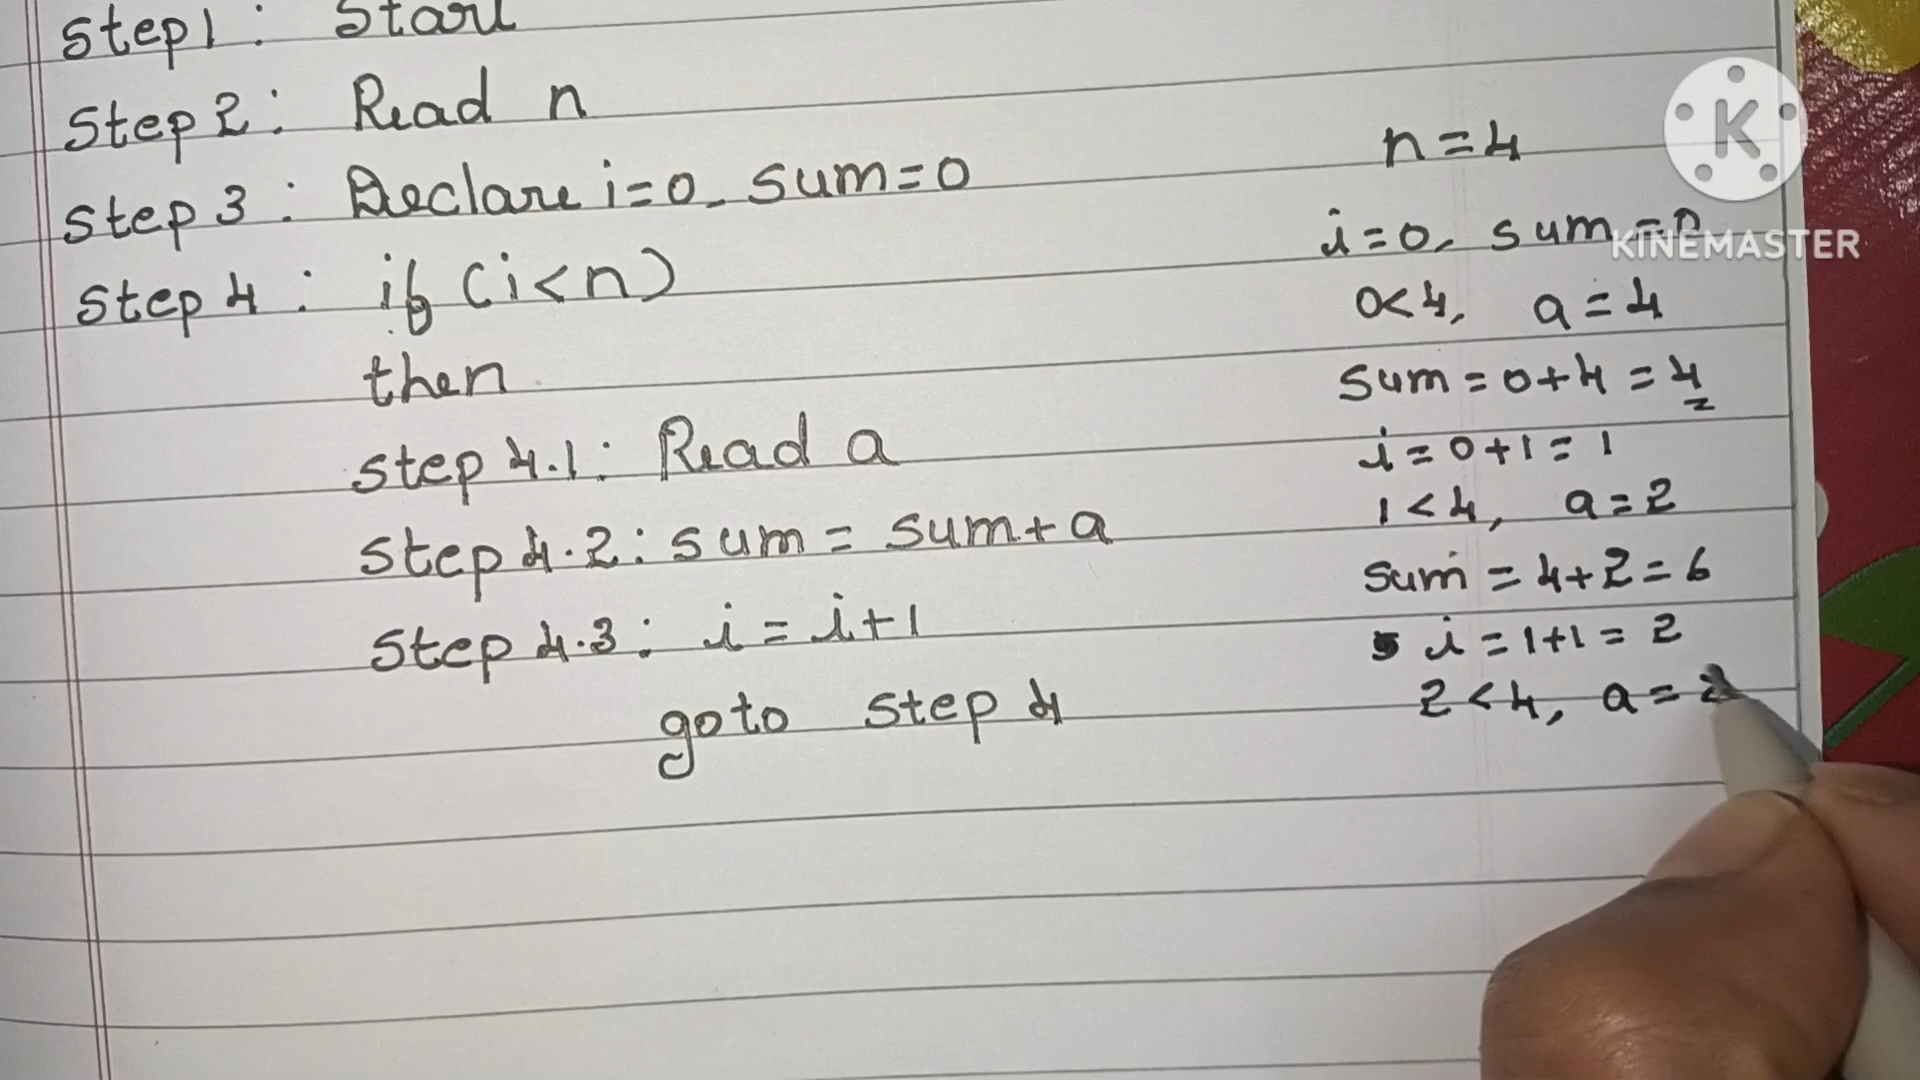 Step1: Start
Step 2: Read n
Step 3: Declare i=0, sum=0
Step 4: if (i<n)
then
Step 4.1: Read a
Step 4.2: sum = sum+a
Step 4.3: i = i+1
goto step 4
n=4
i=0, sum=0
0<4, a=4
sum=0+4=4
i=0+1=1
1<4, a=2
sum=4+2=6
i=1+1=2
2<4, a=
K
KINEMASTER